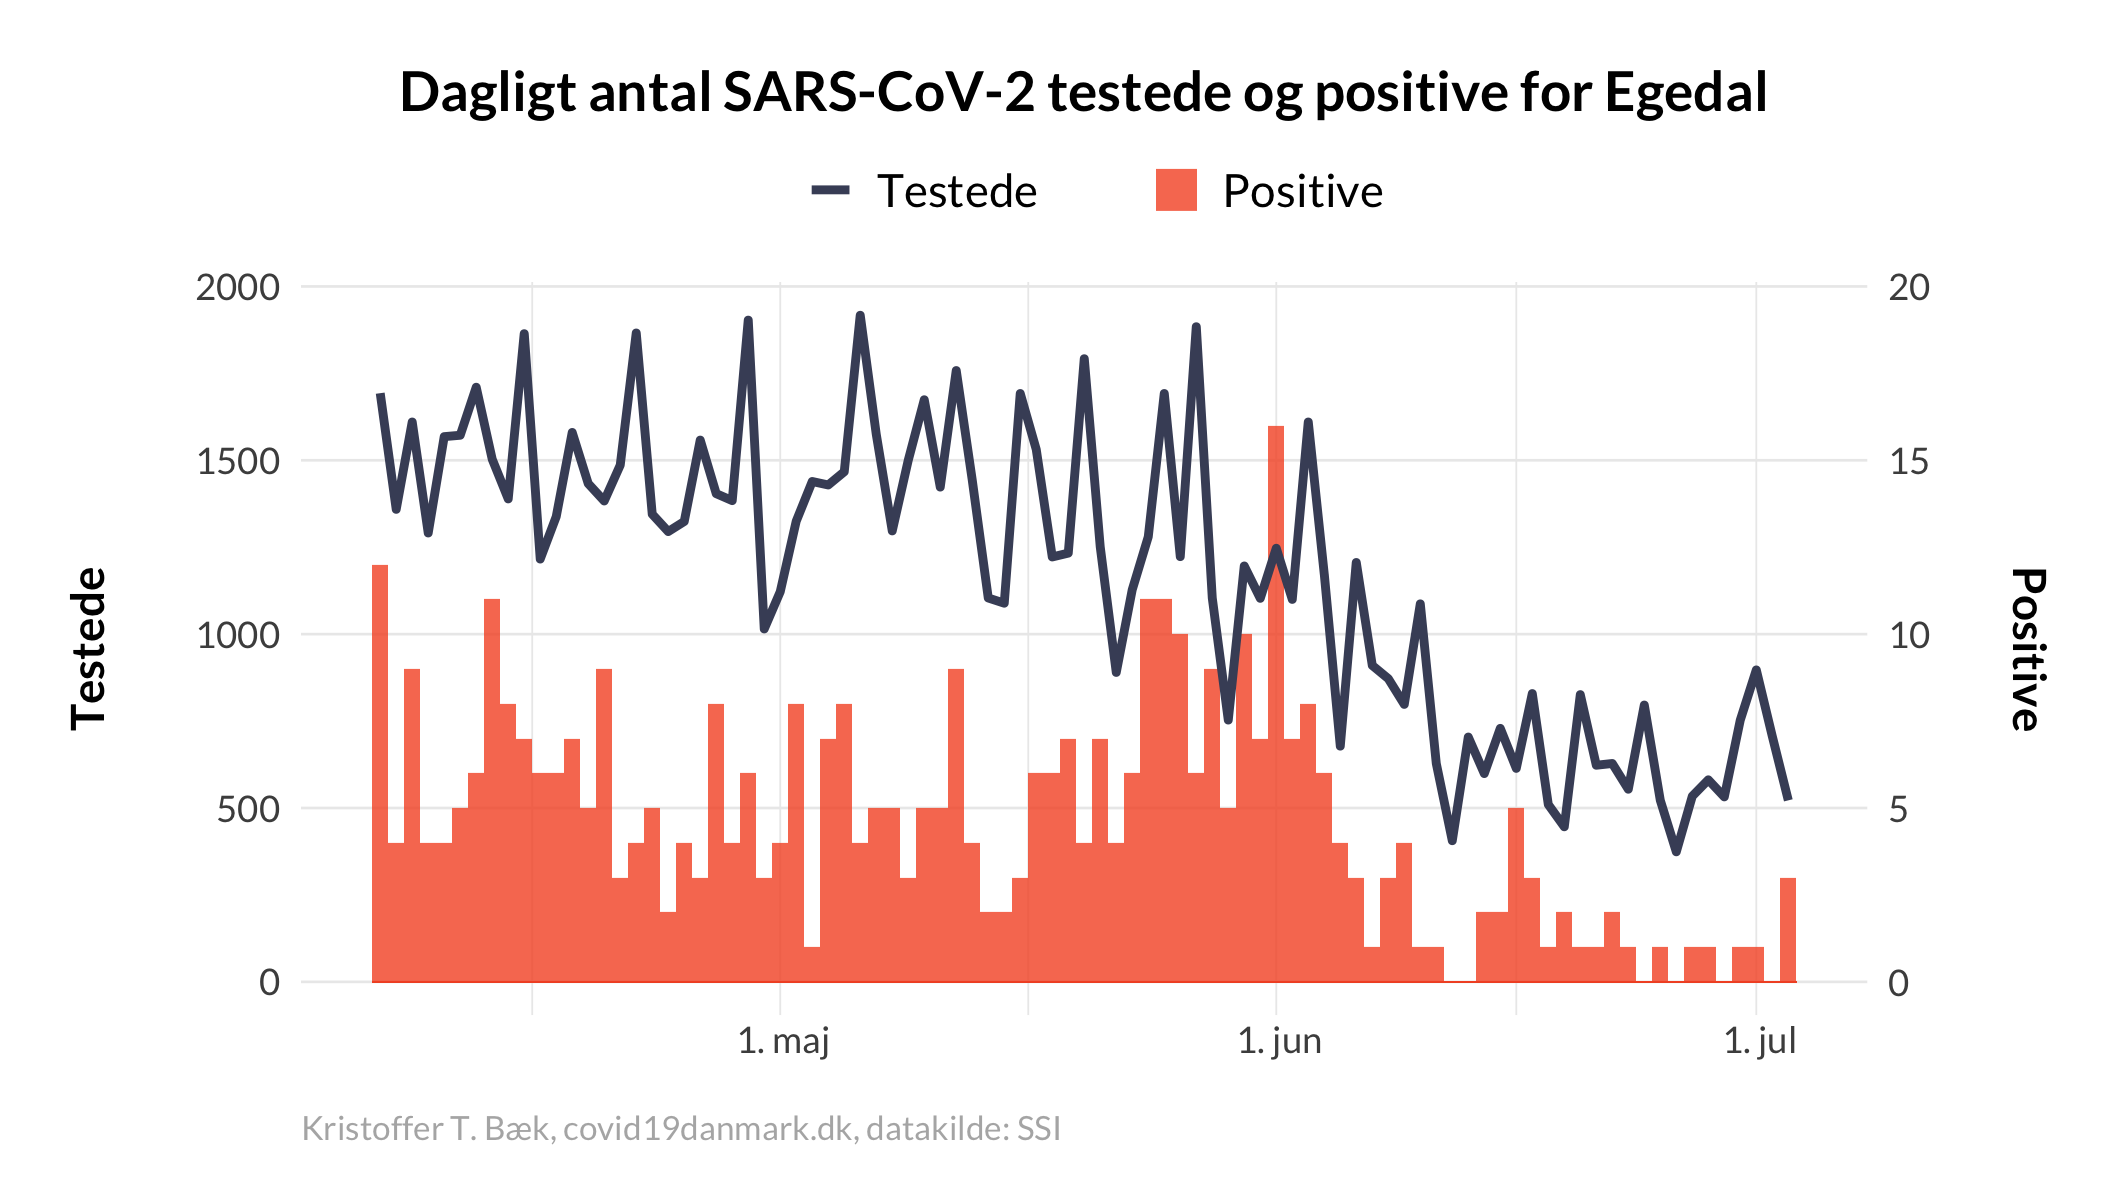 Dagligt antal SARS-CoV-2 testede og positive for Egedal
Testede
Positive
2000
1500
1000
500
0
20
15
10
5
0
Testede
Positive
1. maj
1. jun
1. jul
Kristoffer T. Bæk, covid19danmark.dk, datakilde: SSI